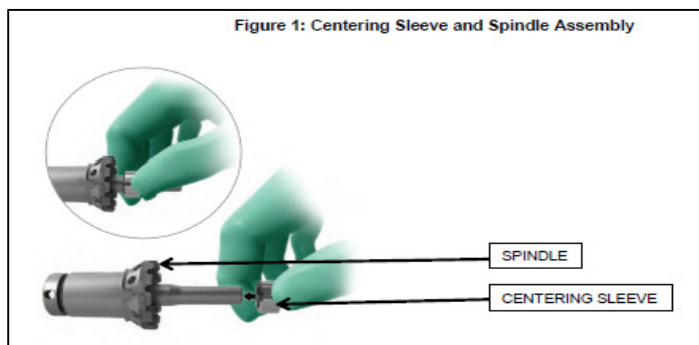 Figure 1: Centering Sleeve and Spindle Assembly
SPINDLE
CENTERING SLEEVE